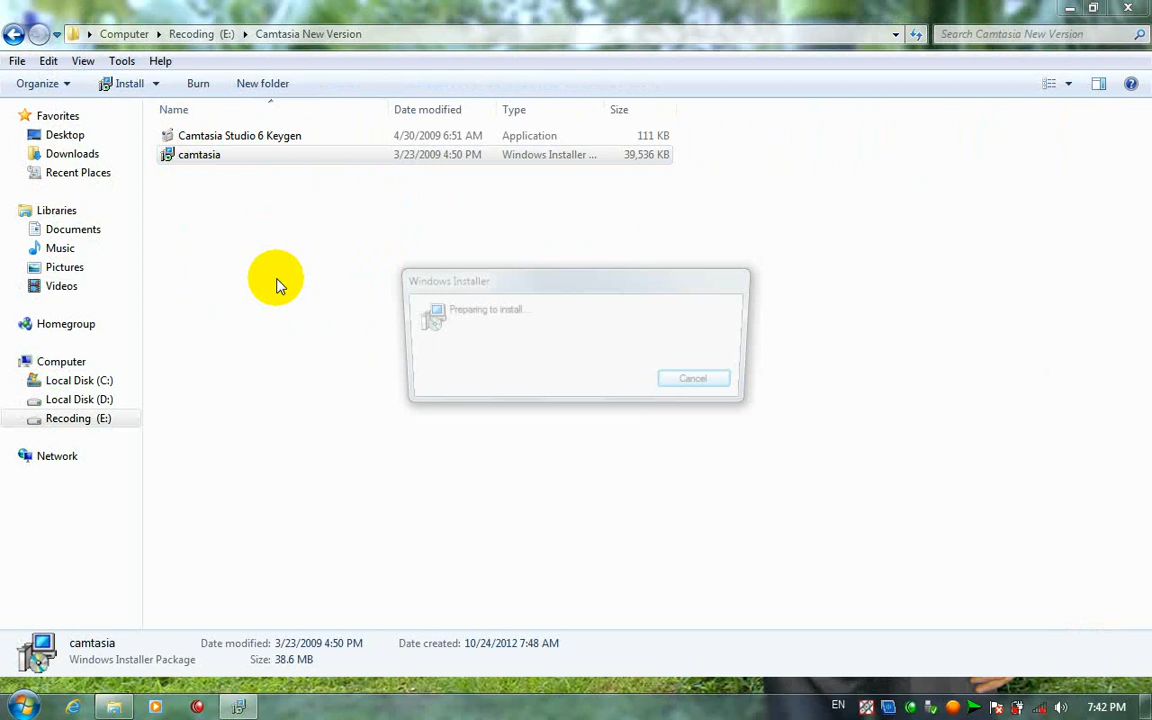 Computer Recoding (E:) Camtasia New Version Search Camtasia New Version
File Edit View Tools Help
Organize Install Burn New folder
Name Date modified Type Size
Camtasia Studio 6 Keygen 4/30/2009 6:51 AM Application 111 KB
camtasia 3/23/2009 4:50 PM Windows Installer ... 39,536 KB
Favorites
Desktop
Downloads
Recent Places
Libraries
Documents
Music
Pictures
Videos
Homegroup
Computer
Local Disk (C:)
Local Disk (D:)
Recoding (E:)
Network
Windows Installer
Preparing to install...
Cancel
camtasia Date modified: 3/23/2009 4:50 PM Date created: 10/24/2012 7:48 AM
Windows Installer Package Size: 38.6 MB
EN 7:42 PM